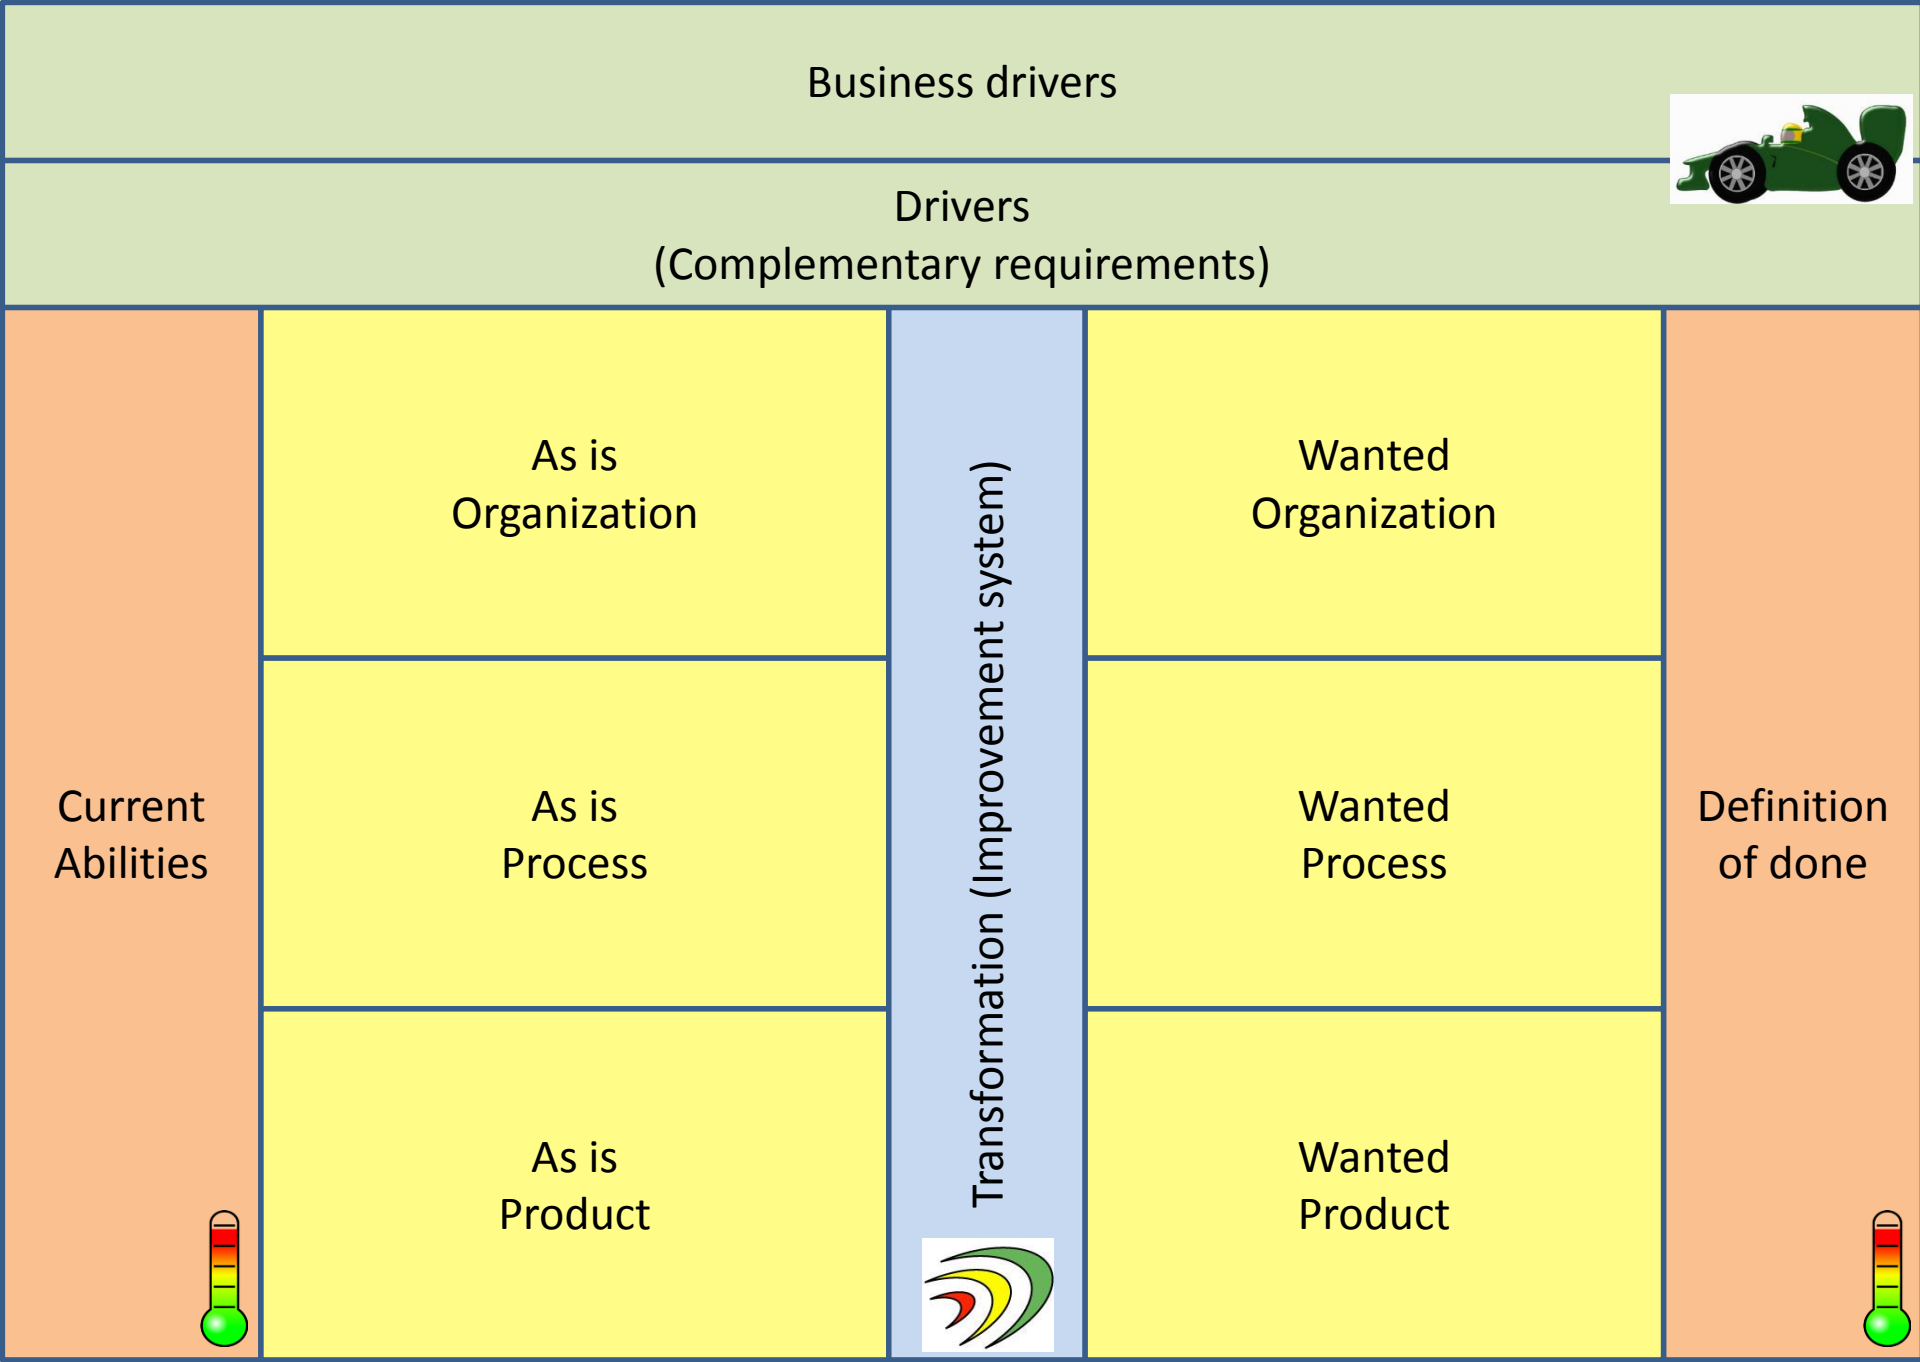 Business drivers
Drivers
(Complementary requirements)
Current
Abilities
As is
Organization
As is
Process
As is
Product
Transformation (Improvement system)
Wanted
Organization
Wanted
Process
Wanted
Product
Definition
of done